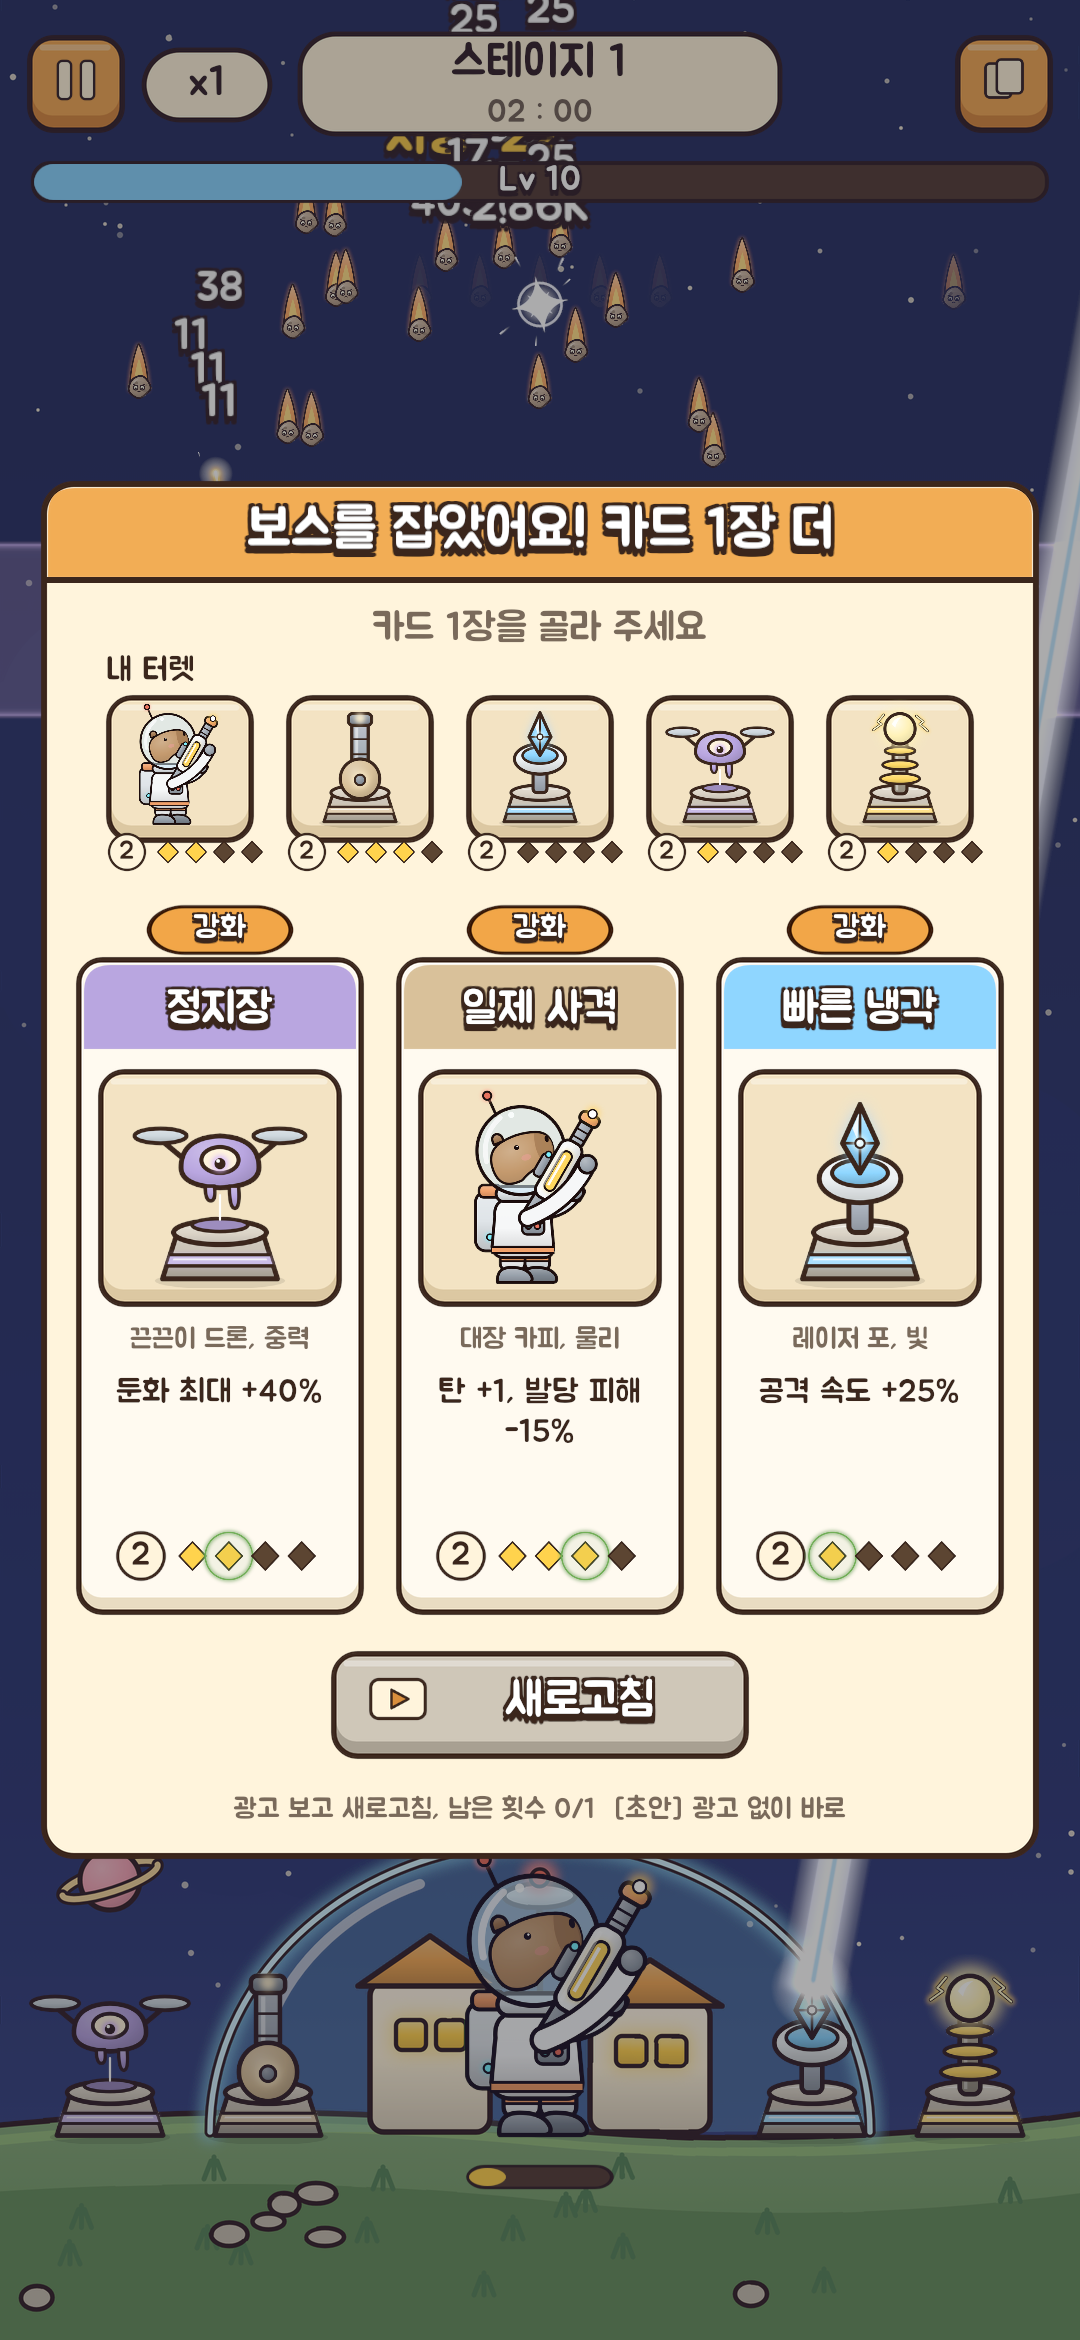 25 25
x1
스테이지 1
02 : 00
17 25
Lv 10
38
11
11
11
보스를 잡았어요! 카드 1장 더
카드 1장을 골라 주세요
내 터렛
2 2 2 2 2
강화 강화 강화
정지장 일제 사격 빠른 냉각
끈끈이 드론, 중력 대장 카피, 물리 레이저 포, 빛
둔화 최대 +40% 탄 +1, 발당 피해 공격 속도 +25%
-15%
2 2 2
새로고침
광고 보고 새로고침, 남은 횟수 0/1 [초안] 광고 없이 바로